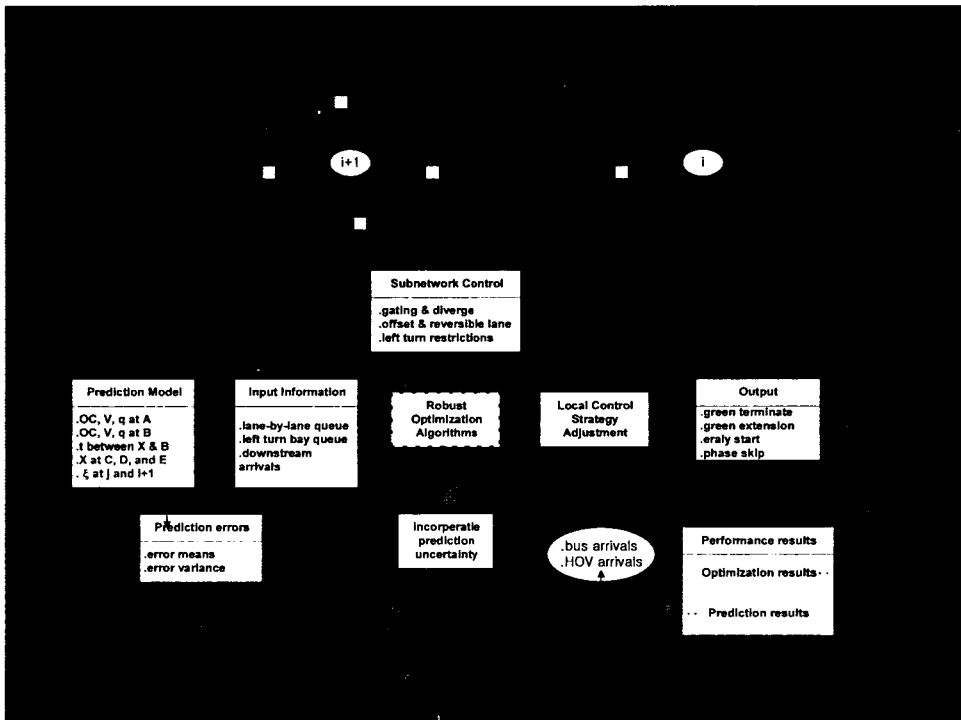 i+1
i
Subnetwork Control
.gating & diverge
.offset & reversible lane
.left turn restrictions
Prediction Model
.OC, V, q at A
.OC, V, q at B
.t between X & B
.X at C, D, and E
. ξ at j and i+1
Input Information
.lane-by-lane queue
.left turn bay queue
.downstream
arrivals
Robust
Optimization
Algorithms
Local Control
Strategy
Adjustment
Output
.green terminate
.green extension
.eraly start
.phase skip
Prediction errors
.error means
.error variance
Incorperatie
prediction
uncertainty
.bus arrivals
.HOV arrivals
Performance results
Optimization results
Prediction results